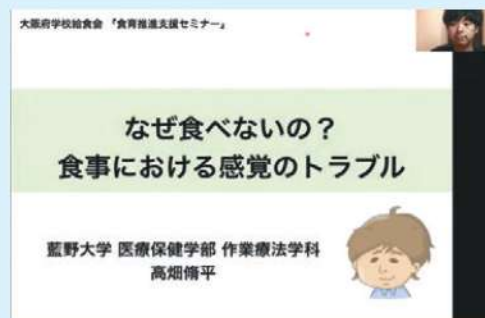 大阪府学校給食会 「食育推進支援セミナー」
なぜ食べないの？
食事における感覚のトラブル
藍野大学 医療保健学部 作業療法学科
高畑脩平